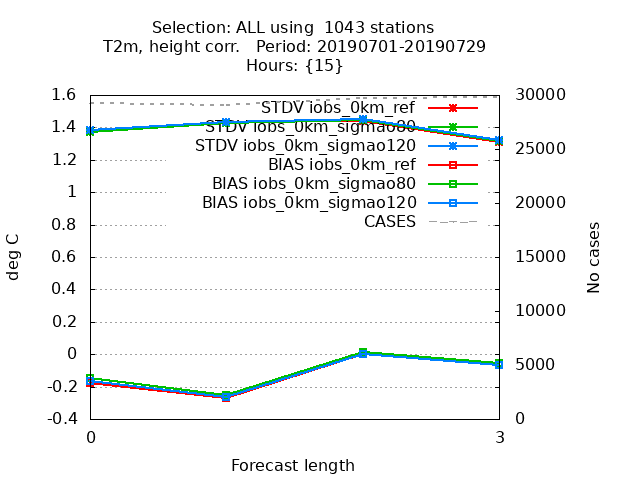 Selection: ALL using  1043 stations
T2m, height corr.   Period: 20190701-20190729
Hours: {15}
1.6 30000
STDV iobs_0km_ref
1.4 STDV iobs_0km_sigmao80
STDV iobs_0km_sigmao120 25000
1.2 BIAS iobs_0km_ref
1 BIAS iobs_0km_sigmao80
BIAS iobs_0km_sigmao120 20000
0.8 CASES
0.6 15000
0.4
0.2 10000
0 5000
-0.2
-0.4 0
deg C
No cases
0 3
Forecast length